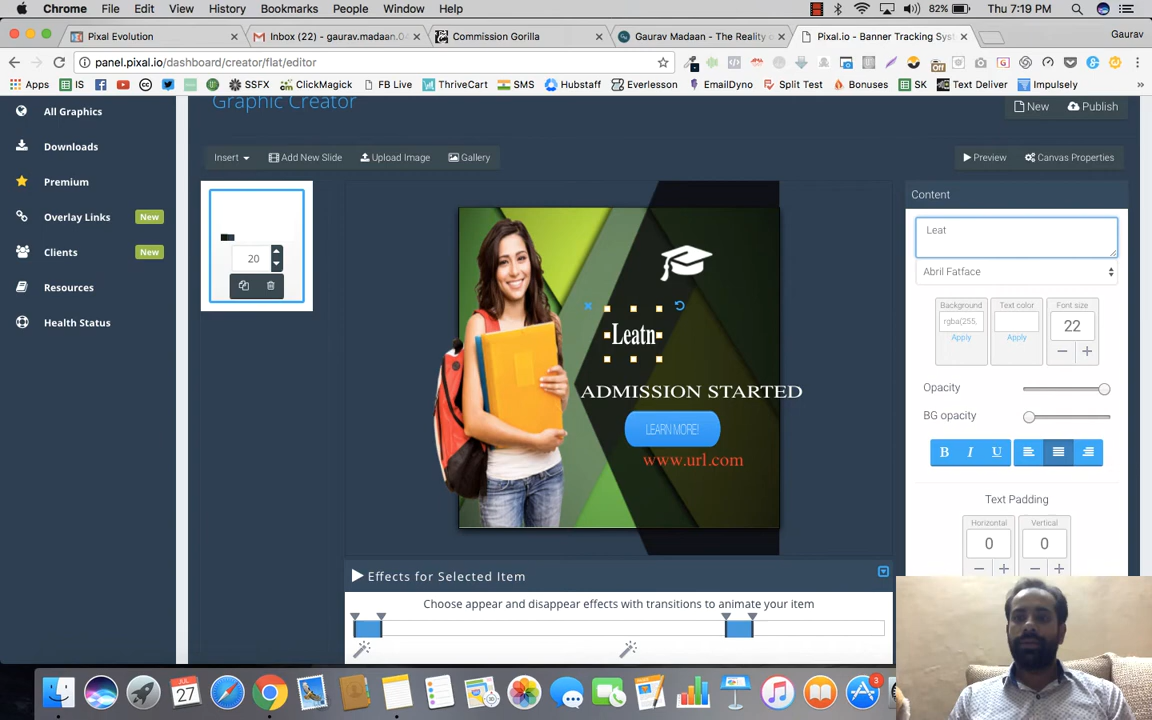 Chrome File Edit View History Bookmarks People Window Help 82% Thu 7:19 PM
Pixal Evolution Inbox (22) - gaurav.madaan.0 Commission Gorilla Gaurav Madaan - The Reality o Pixal.io - Banner Tracking Sys Gaurav
panel.pixal.io/dashboard/creator/flat/editor
Apps IS SSFX ClickMagick FB Live ThriveCart SMS Hubstaff Everlesson EmailDyno Split Test Bonuses SK Text Deliver Impulsely »
Graphic Creator New Publish
All Graphics
Downloads
Premium
Overlay Links New
Clients New
Resources
Health Status
Insert Add New Slide Upload Image Gallery Preview Canvas Properties
20
Leatn
ADMISSION STARTED
LEARN MORE!
www.url.com
Content
Leat
Abril Fatface
Background Text color Font size
rgba(255, 22
Apply Apply
Opacity
BG opacity
B I U
Text Padding
Horizontal Vertical
0 0
Effects for Selected Item
Choose appear and disappear effects with transitions to animate your item
JUL
27
3